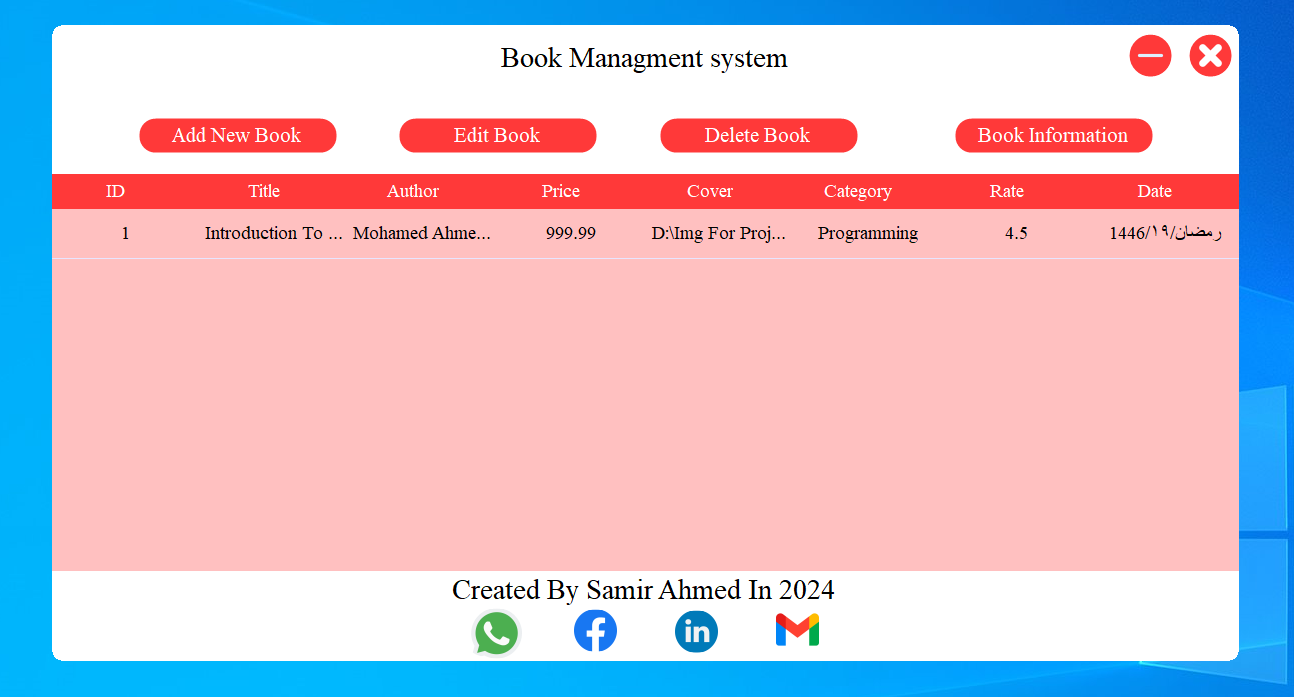 Book Managment system
Add New Book Edit Book Delete Book Book Information
ID Title Author Price Cover Category Rate Date
1 Introduction To ... Mohamed Ahme... 999.99 D:\Img For Proj... Programming 4.5 1446/رمضان/١٩
Created By Samir Ahmed In 2024
in